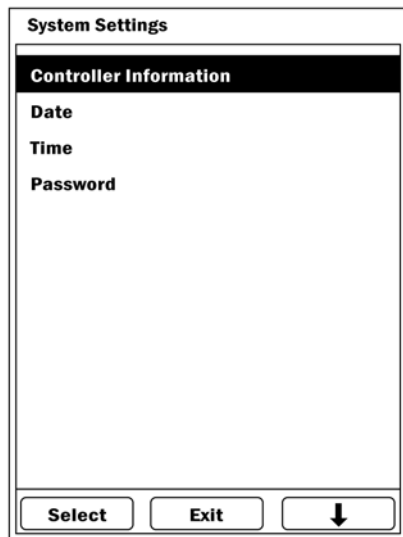 System Settings
Controller Information
Date
Time
Password
Select Exit